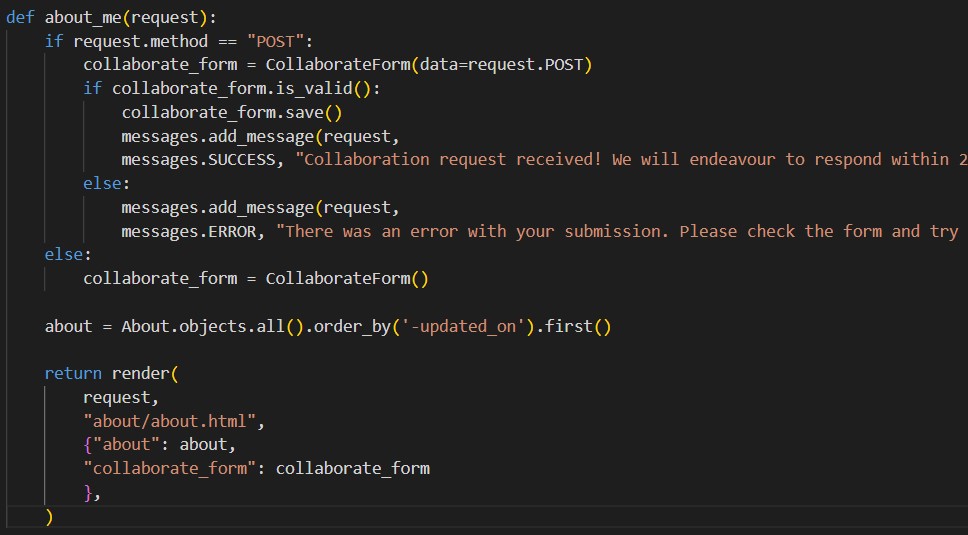 def about_me(request):
    if request.method == "POST":
        collaborate_form = CollaborateForm(data=request.POST)
        if collaborate_form.is_valid():
            collaborate_form.save()
            messages.add_message(request,
            messages.SUCCESS, "Collaboration request received! We will endeavour to respond within 2
        else:
            messages.add_message(request,
            messages.ERROR, "There was an error with your submission. Please check the form and try
    else:
        collaborate_form = CollaborateForm()

    about = About.objects.all().order_by('-updated_on').first()

    return render(
        request,
        "about/about.html",
        {"about": about,
        "collaborate_form": collaborate_form
        },
    )